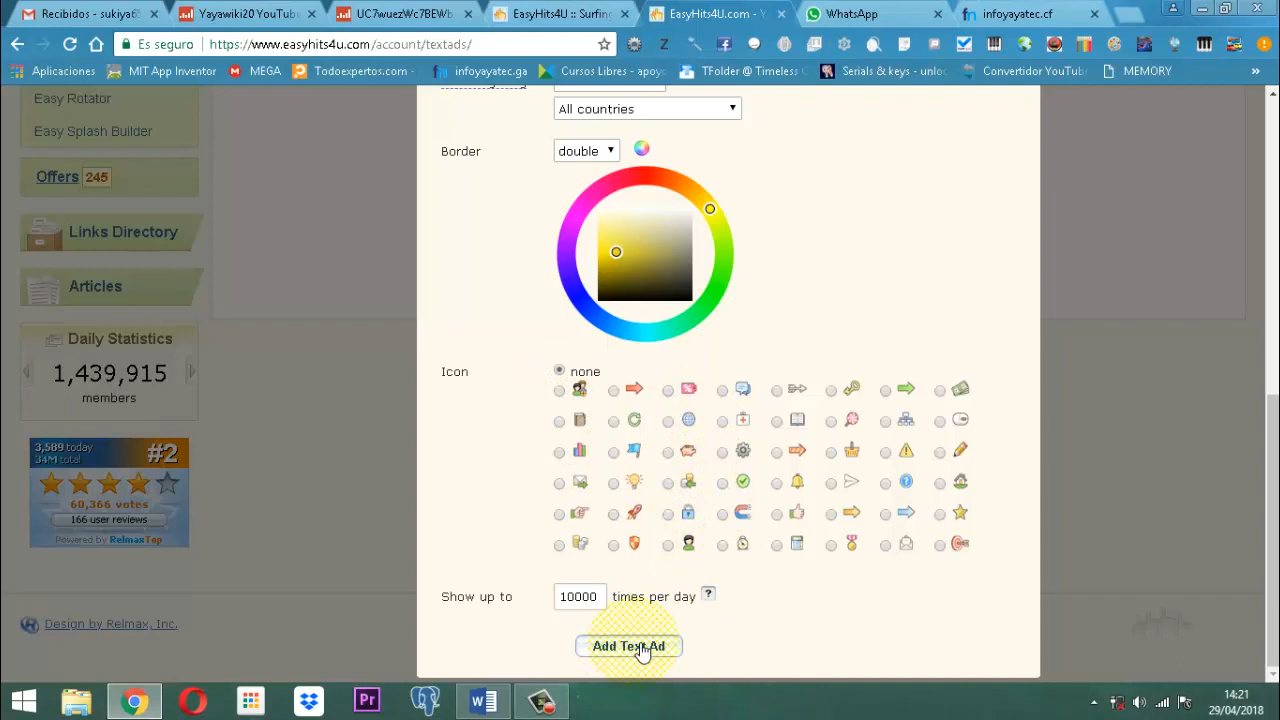 Recibidos - sukiya6
Yayawiki20 YouTube
UC7wuezWc7BEWb
EasyHits4U :: Surfin
EasyHits4U.com - Y
WhatsApp
infoyayatec.cf
Es seguro
https://www.easyhits4u.com/account/textads/
Aplicaciones
MIT App Inventor
MEGA
Todoexpertos.com -
infoyayatec.ga
Cursos Libres - apoy
TFolder @ Timeless
Serials & keys - unloc
Convertidor YouTub
MEMORY
»
Easy Rotator
Easy Splash Builder
Offers 245
Links Directory
Articles
Daily Statistics
1,439,915
members
3,589 today
34M total
#2
60,366 votes
166 user reviews
Powered by RelmaxTop
Design by Relmax, Inc.
All countries
Border
double
Icon
none
Show up to
10000
times per day
?
Add Text Ad
14:21
29/04/2018